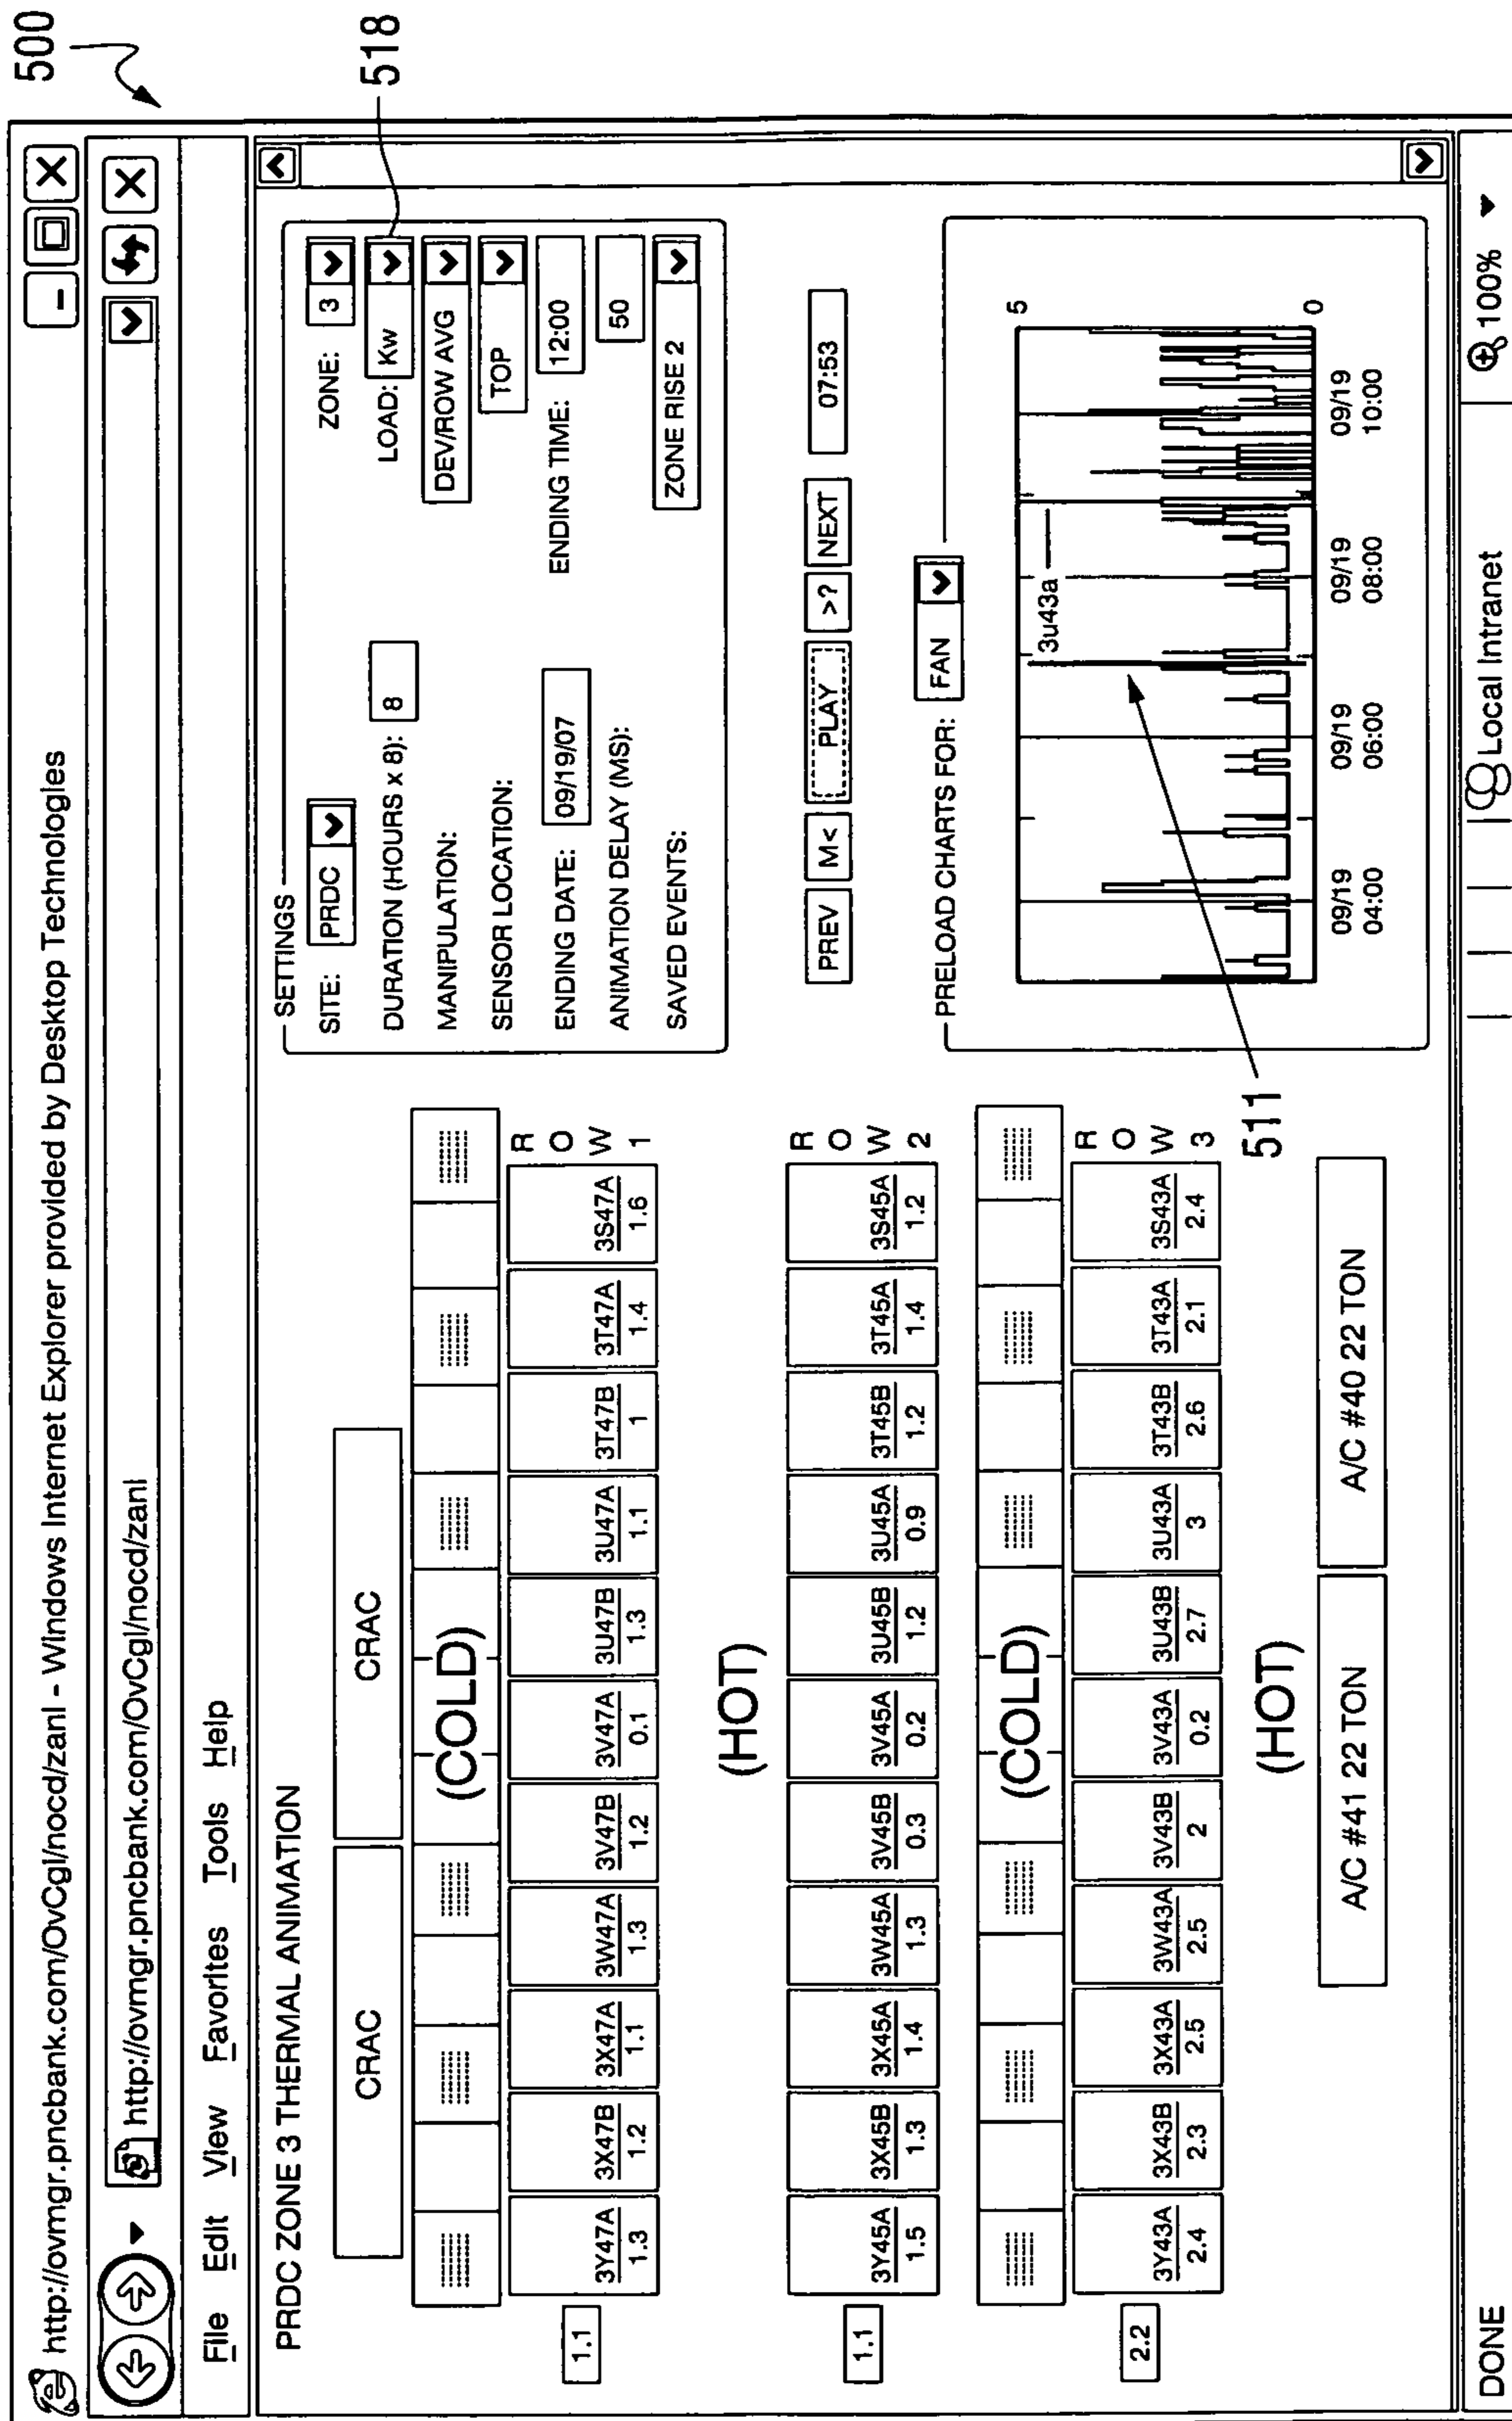 500
http://ovmgr.pncbank.com/OvCgl/nocd/zanl - Windows Internet Explorer provided by Desktop Technologies
http://ovmgr.pncbank.com/OvCgl/nocd/zanl
File Edit View Favorites Tools Help
PRDC ZONE 3 THERMAL ANIMATION
CRAC CRAC
(COLD)
1.1
3Y47A 3X47B 3X47A 3W47A 3V47B 3V47A 3U47B 3U47A 3T47B 3T47A 3S47A
1.3 1.2 1.1 1.3 1.2 0.1 1.3 1.1 1 1.4 1.6
ROW 1
(HOT)
1.1
3Y45A 3X45B 3X45A 3W45A 3V45B 3V45A 3U45B 3U45A 3T45B 3T45A 3S45A
1.5 1.3 1.4 1.3 0.3 0.2 1.2 0.9 1.2 1.4 1.2
ROW 2
(COLD)
2.2
3Y43A 3X43B 3X43A 3W43A 3V43B 3V43A 3U43B 3U43A 3T43B 3T43A 3S43A
2.4 2.3 2.5 2.5 2 0.2 2.7 3 2.6 2.1 2.4
ROW 3
(HOT)
A/C #41 22 TON A/C #40 22 TON
SETTINGS
SITE: PRDC ZONE: 3
DURATION (HOURS x 8): 8 LOAD: Kw
518
MANIPULATION: DEV/ROW AVG
SENSOR LOCATION: TOP
ENDING DATE: 09/19/07 ENDING TIME: 12:00
ANIMATION DELAY (MS): 50
SAVED EVENTS: ZONE RISE 2
PREV M< PLAY >? NEXT 07:53
PRELOAD CHARTS FOR: FAN
5
3u43a
0
09/19 09/19 09/19 09/19
04:00 06:00 08:00 10:00
511
DONE Local Intranet 100%